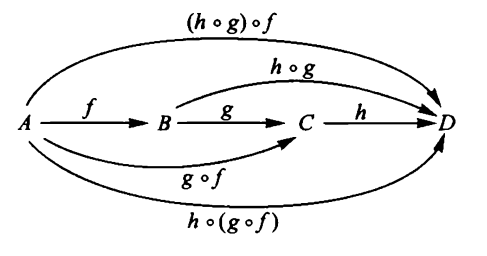 (h ∘ g) ∘ f
h ∘ g
A f B g C h D
g ∘ f
h ∘ (g ∘ f)